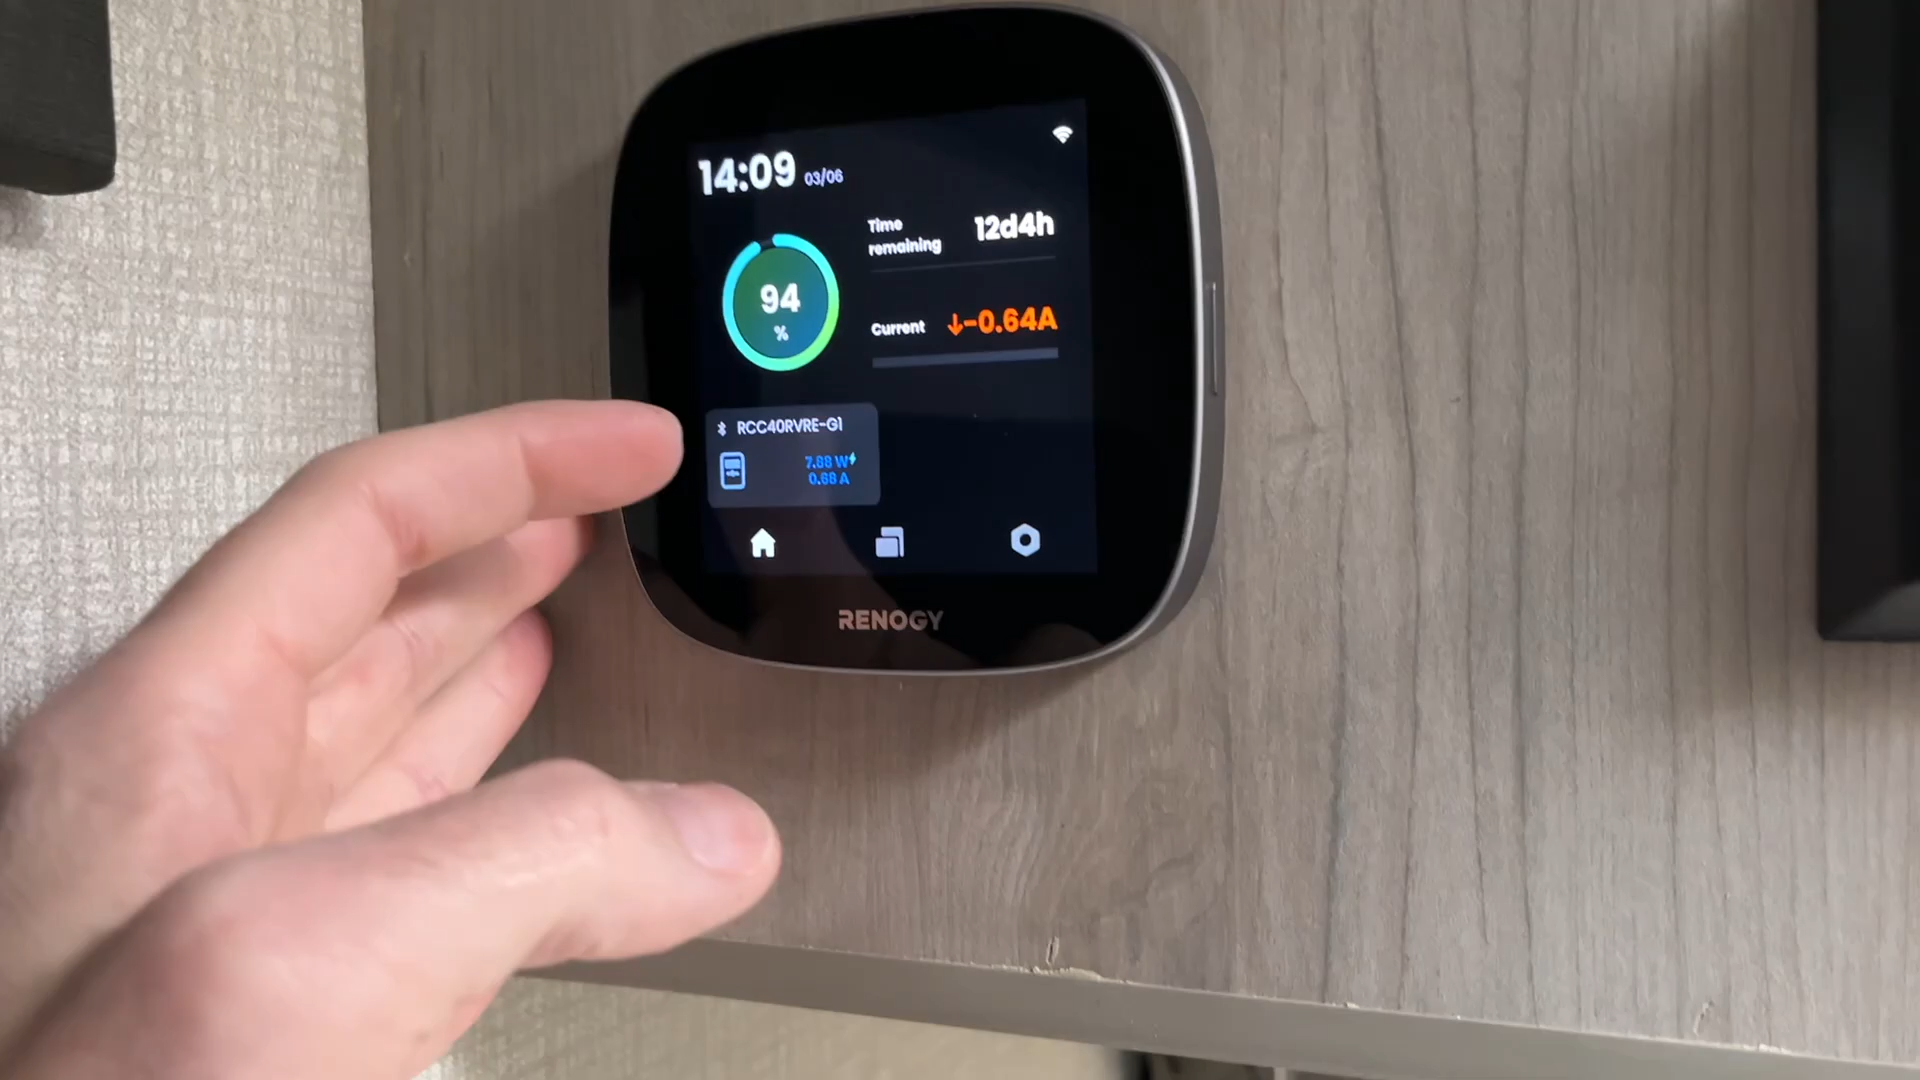 14:09 03/06
Time
remaining
12d4h
94
%
Current
↓-0.64A
RCC40RVRE-G1
7.88 W
0.68 A
RENOGY